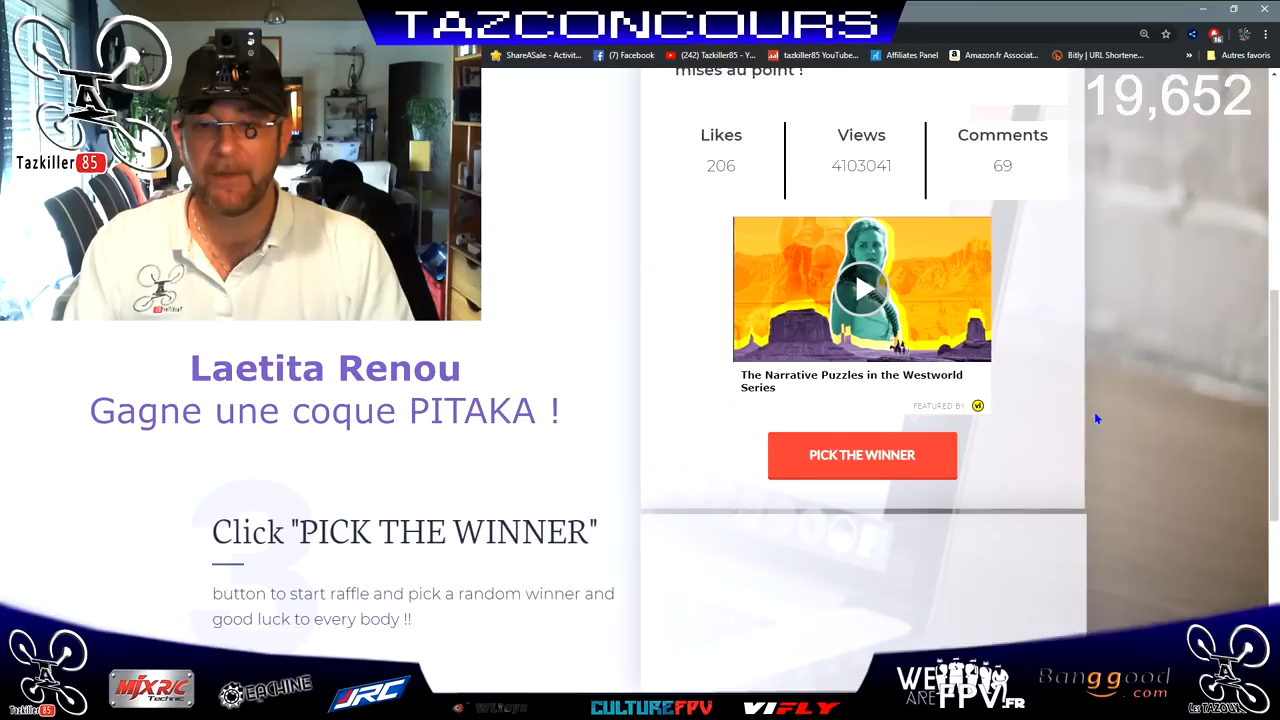 TAZCONCOURS
ShareASale - Activit...
(7) Facebook
(242) Tazkiller85 - Y...
tazkiller85 YouTube...
Affiliates Panel
Amazon.fr Associat...
Bitly | URL Shortene...
»
Autres favoris
16
mises au point !
19,652
Likes
Views
Comments
206
4103041
69
Tazkiller 85
The Narrative Puzzles in the Westworld
Series
FEATURED BY vi
Laetita Renou
Gagne une coque PITAKA !
PICK THE WINNER
3
Click "PICK THE WINNER"
button to start raffle and pick a random winner and
good luck to every body !!
Tazkiller 85
MJXR/C
Technic
EACHINE
JJRC
WLtoys
CULTUREFPV
VIFLY
WE
ARE
FPV.FR
Banggood
.com